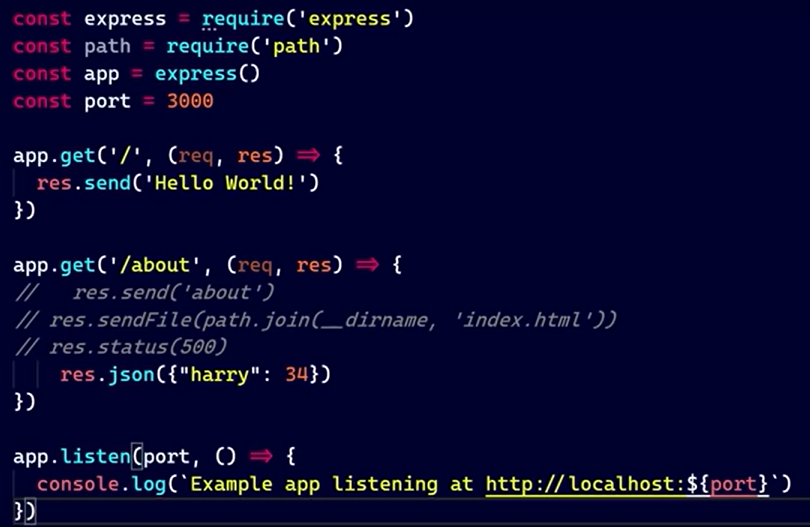 const express = require('express')
const path = require('path')
const app = express()
const port = 3000
app.get('/', (req, res) => {
res.send('Hello World!')
})
app.get('/about', (req, res) => {
// res.send('about')
// res.sendFile(path.join(__dirname, 'index.html'))
// res.status(500)
res.json({"harry": 34})
})
app.listen(port, () => {
console.log(`Example app listening at http://localhost:${port}`)
})